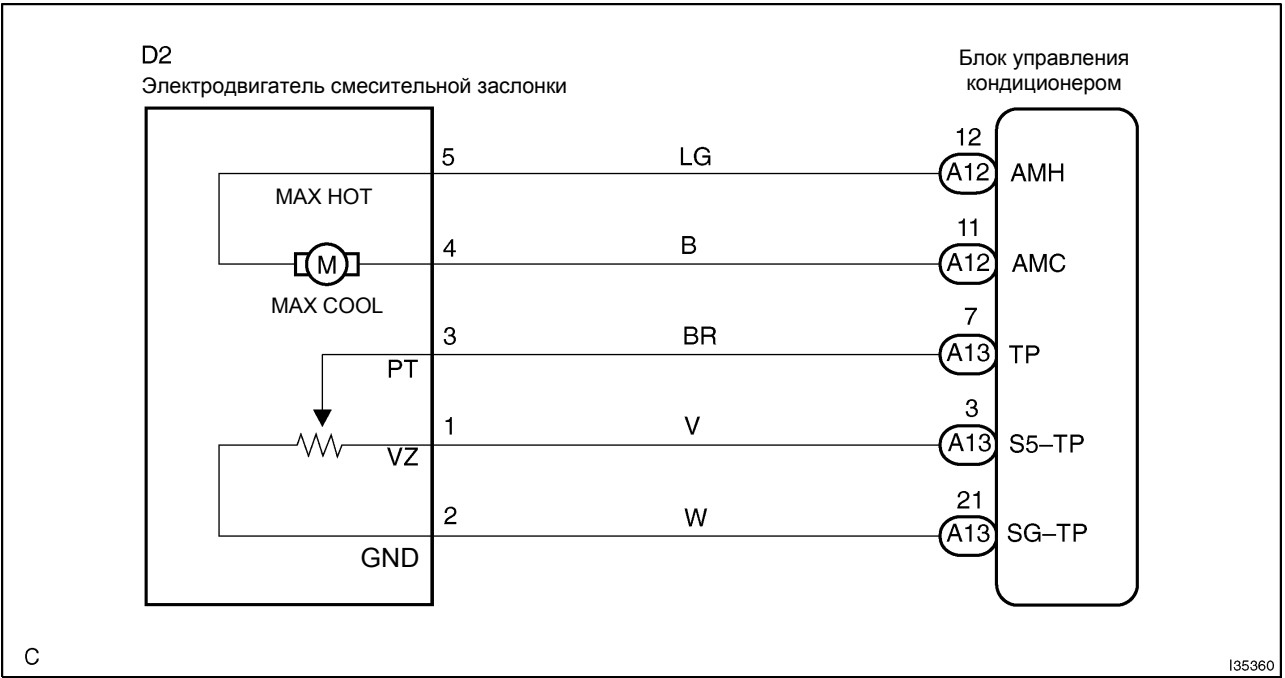 D2
Электродвигатель смесительной заслонки
Блок управления
кондиционером
5
LG
12
A12
AMH
MAX HOT
4
B
11
A12
AMC
M
MAX COOL
3
BR
7
A13
TP
PT
1
V
3
A13
S5–TP
VZ
2
W
21
A13
SG–TP
GND
C
I35360